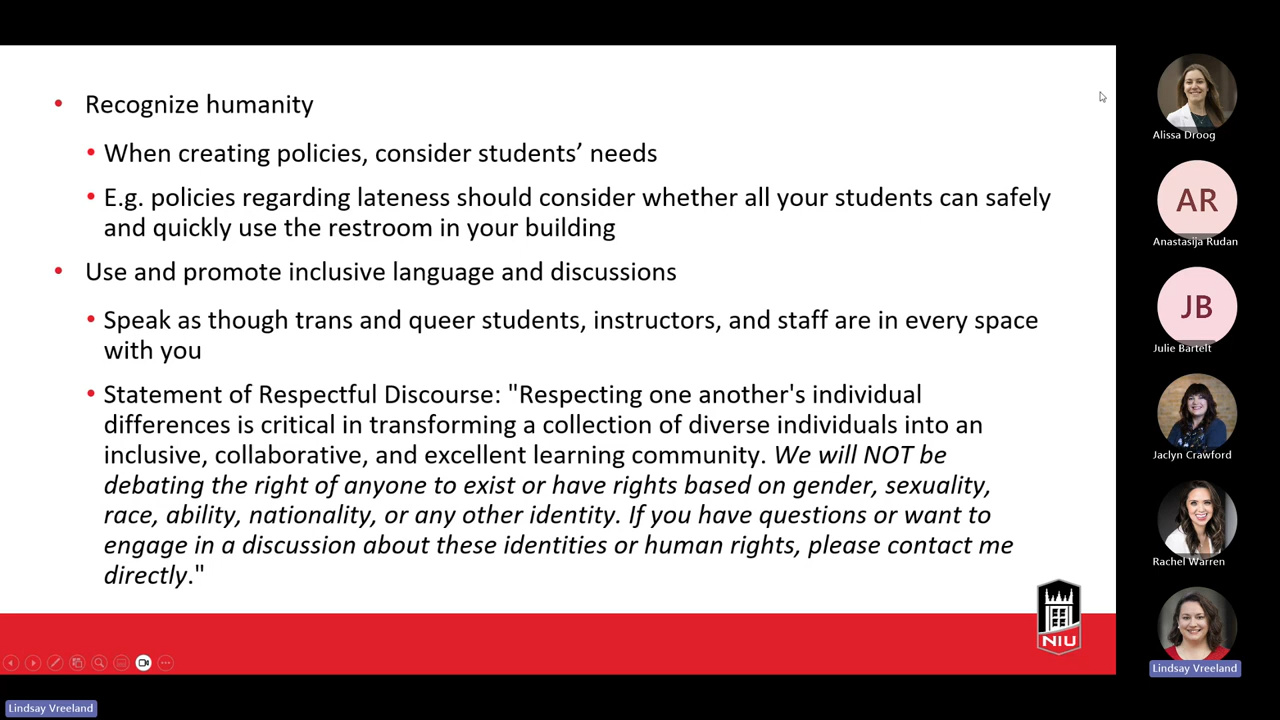 Recognize humanity
When creating policies, consider students’ needs
E.g. policies regarding lateness should consider whether all your students can safely
and quickly use the restroom in your building
Use and promote inclusive language and discussions
Speak as though trans and queer students, instructors, and staff are in every space
with you
Statement of Respectful Discourse: "Respecting one another's individual
differences is critical in transforming a collection of diverse individuals into an
inclusive, collaborative, and excellent learning community. We will NOT be
debating the right of anyone to exist or have rights based on gender, sexuality,
race, ability, nationality, or any other identity. If you have questions or want to
engage in a discussion about these identities or human rights, please contact me
directly."
NIU
Alissa Droog
AR
Anastasija Rudan
JB
Julie Bartelt
Jaclyn Crawford
Rachel Warren
Lindsay Vreeland
Lindsay Vreeland